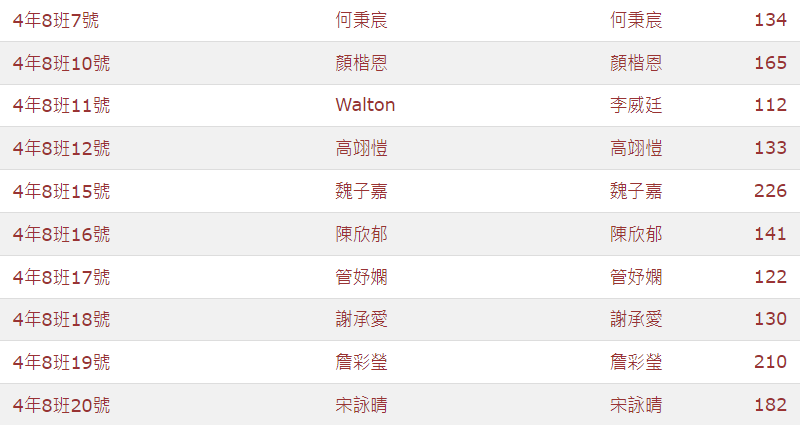 4年8班7號 何秉宸 何秉宸 134
4年8班10號 顏楷恩 顏楷恩 165
4年8班11號 Walton 李威廷 112
4年8班12號 高翊愷 高翊愷 133
4年8班15號 魏子嘉 魏子嘉 226
4年8班16號 陳欣郁 陳欣郁 141
4年8班17號 管妤嫻 管妤嫻 122
4年8班18號 謝承愛 謝承愛 130
4年8班19號 詹彩瑩 詹彩瑩 210
4年8班20號 宋詠晴 宋詠晴 182